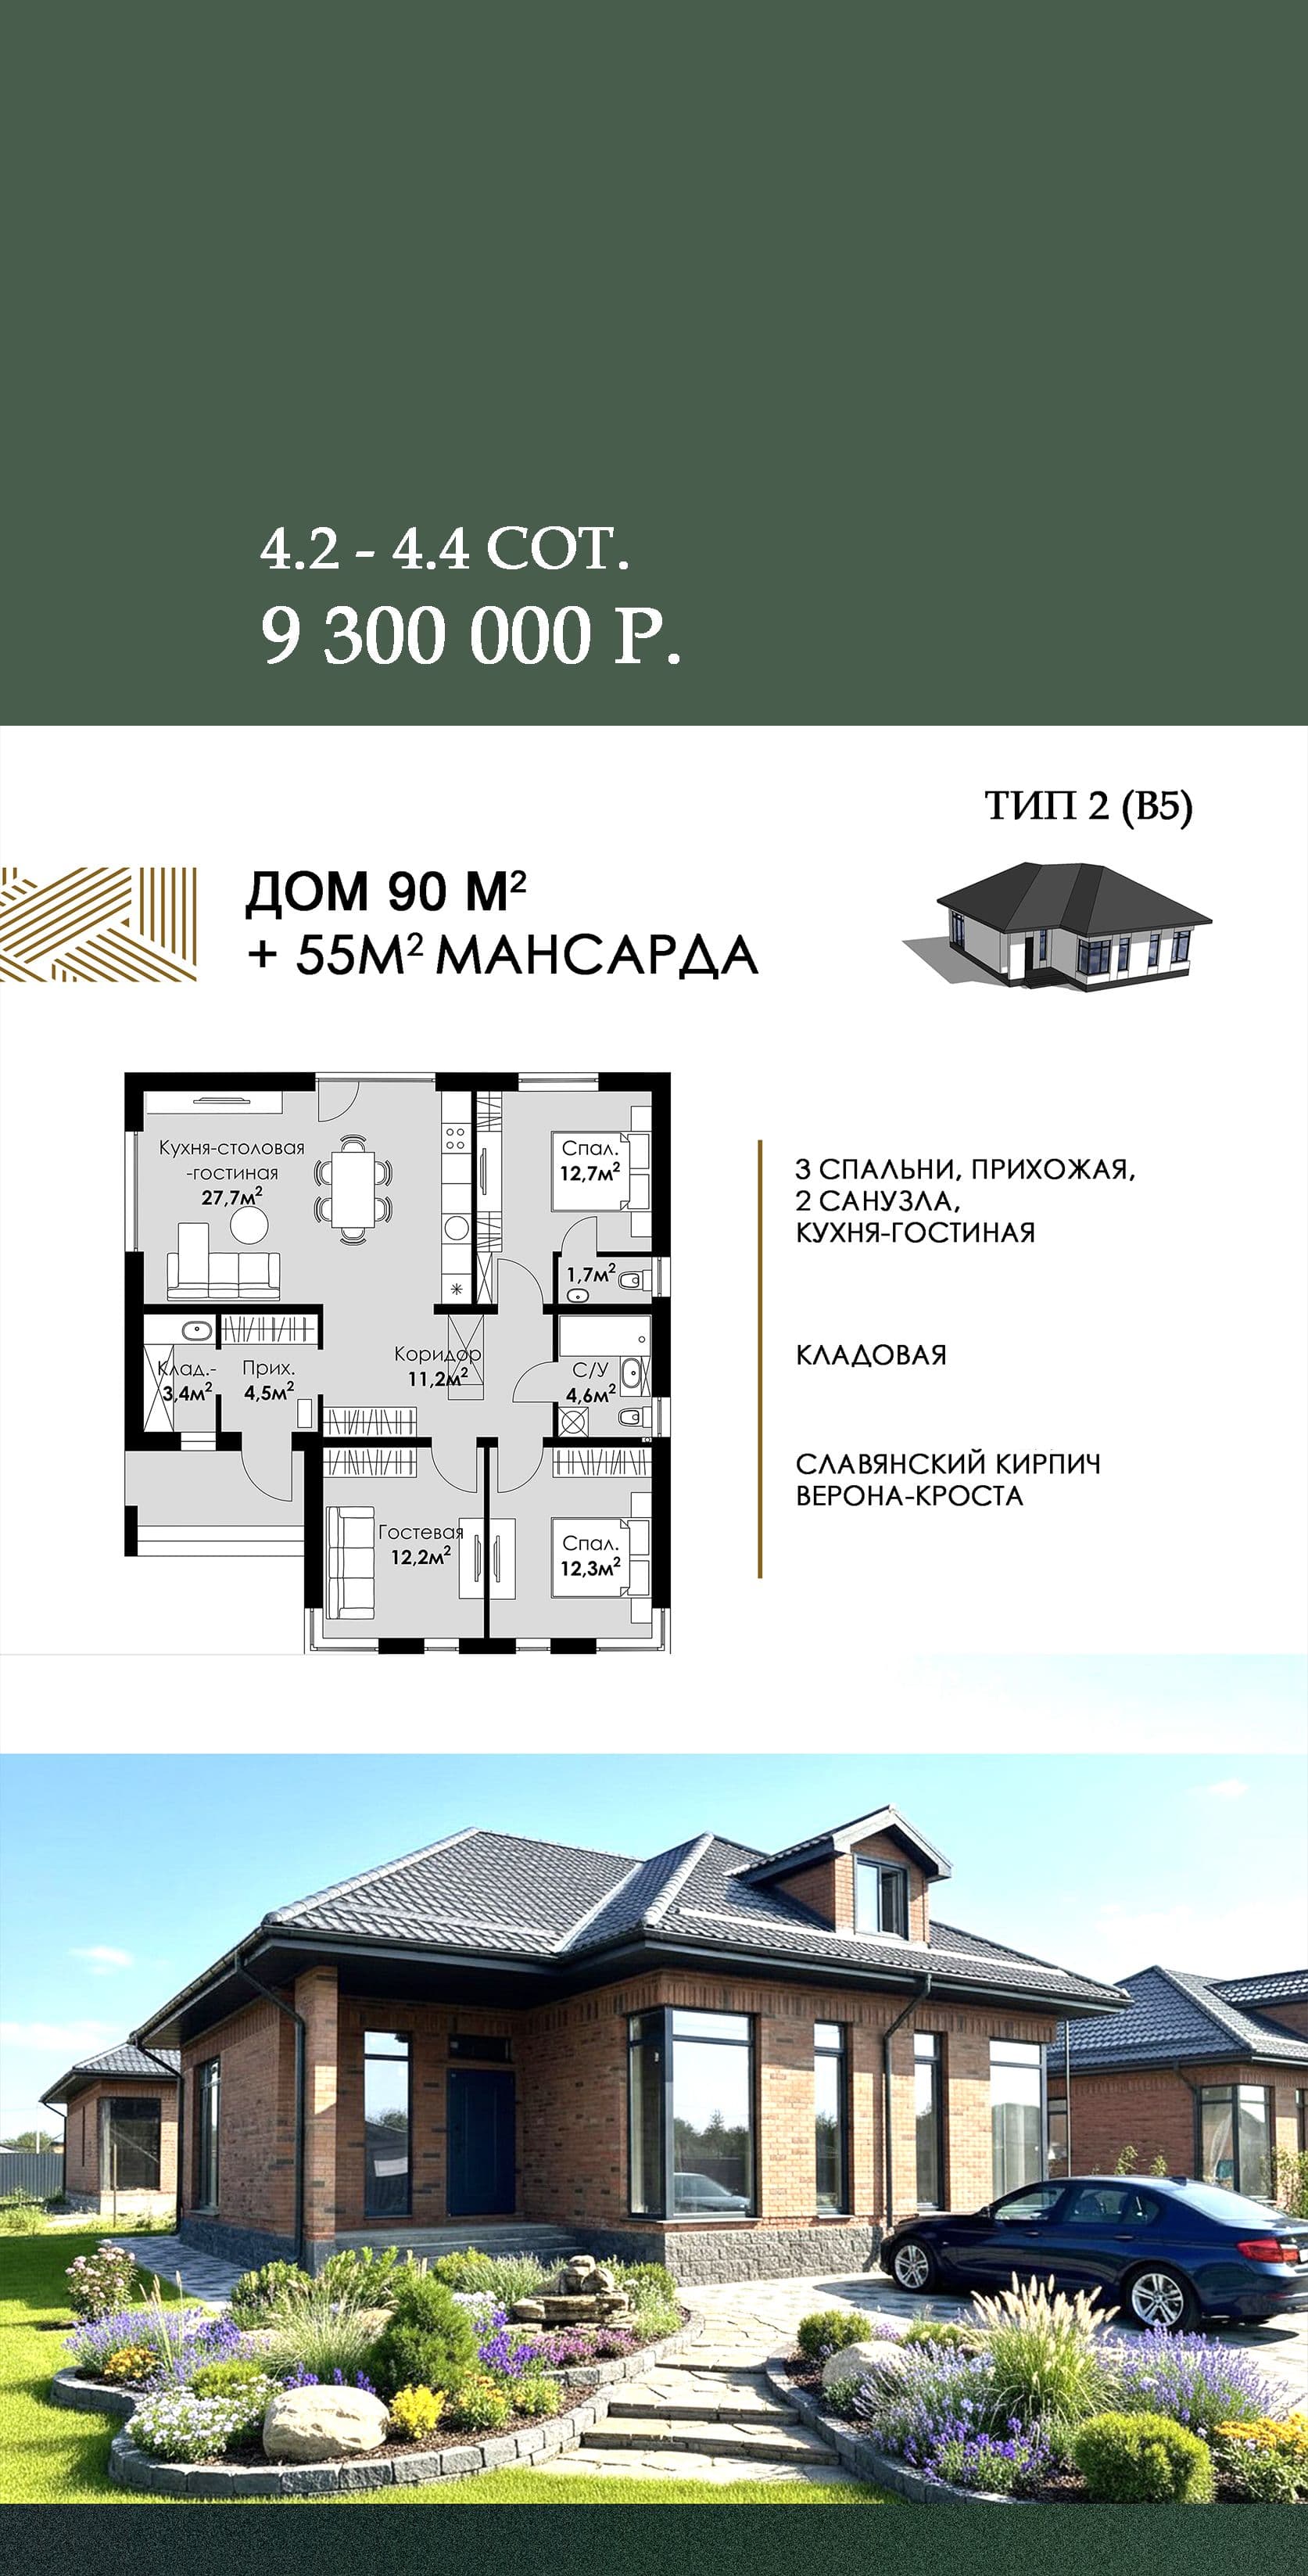 4.2 - 4.4 СОТ.
9 300 000 Р.
ТИП 2 (В5)
ДОМ 90 М²
+ 55М² МАНСАРДА
Кухня-столовая
-гостиная
27,7м²
Спал.
12,7м²
1,7м²
Клад.-
3,4м²
Прих.
4,5м²
Коридор
11,2м²
С/У
4,6м²
Гостевая
12,2м²
Спал.
12,3м²
3 СПАЛЬНИ, ПРИХОЖАЯ,
2 САНУЗЛА,
КУХНЯ-ГОСТИНАЯ
КЛАДОВАЯ
СЛАВЯНСКИЙ КИРПИЧ
ВЕРОНА-КРОСТА